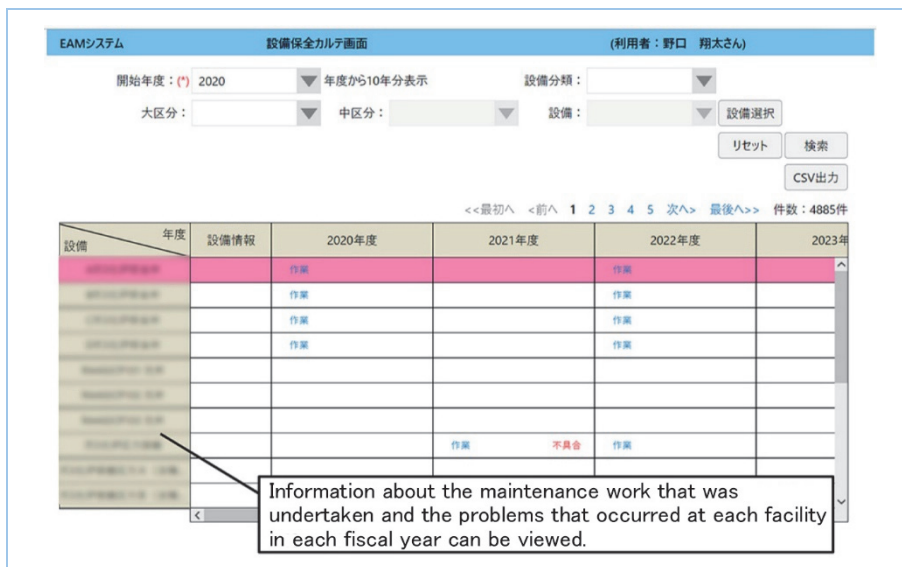 EAMシステム 設備保全カルテ画面 (利用者：野口 翔太さん)
開始年度：(*) 2020 年度から10年分表示 設備分類：
大区分： 中区分： 設備： 設備選択
リセット 検索
CSV出力
<<最初へ <前へ 1 2 3 4 5 次へ> 最後へ>> 件数：4885件
設備 年度 設備情報 2020年度 2021年度 2022年度 2023年
作業 作業
作業 作業
作業 作業
作業 作業
作業 不具合 作業
Information about the maintenance work that was
undertaken and the problems that occurred at each facility
in each fiscal year can be viewed.